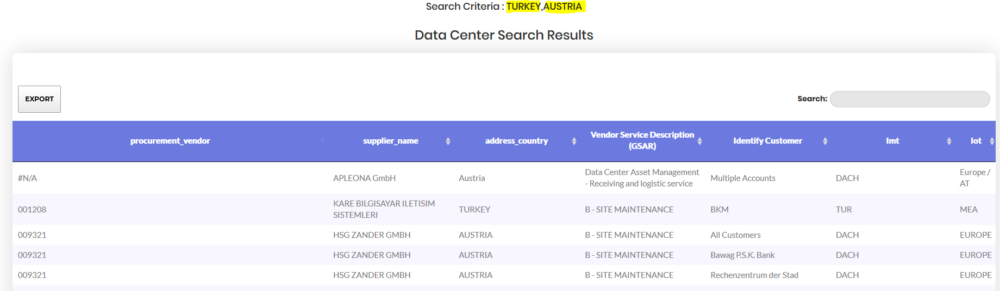 Search Criteria : TURKEY,AUSTRIA
Data Center Search Results
EXPORT
Search:
procurement_vendor supplier_name address_country Vendor Service Description (GSAR) Identify Customer Imt Iot
#N/A APLEONA GmbH Austria Data Center Asset Management - Receiving and logistic service Multiple Accounts DACH Europe / AT
001208 KARE BILGISAYAR ILETISIM SISTEMLERI TURKEY B - SITE MAINTENANCE BKM TUR MEA
009321 HSG ZANDER GMBH AUSTRIA B - SITE MAINTENANCE All Customers DACH EUROPE
009321 HSG ZANDER GMBH AUSTRIA B - SITE MAINTENANCE Bawag P.S.K. Bank DACH EUROPE
009321 HSG ZANDER GMBH AUSTRIA B - SITE MAINTENANCE Rechenzentrum der Stad DACH EUROPE